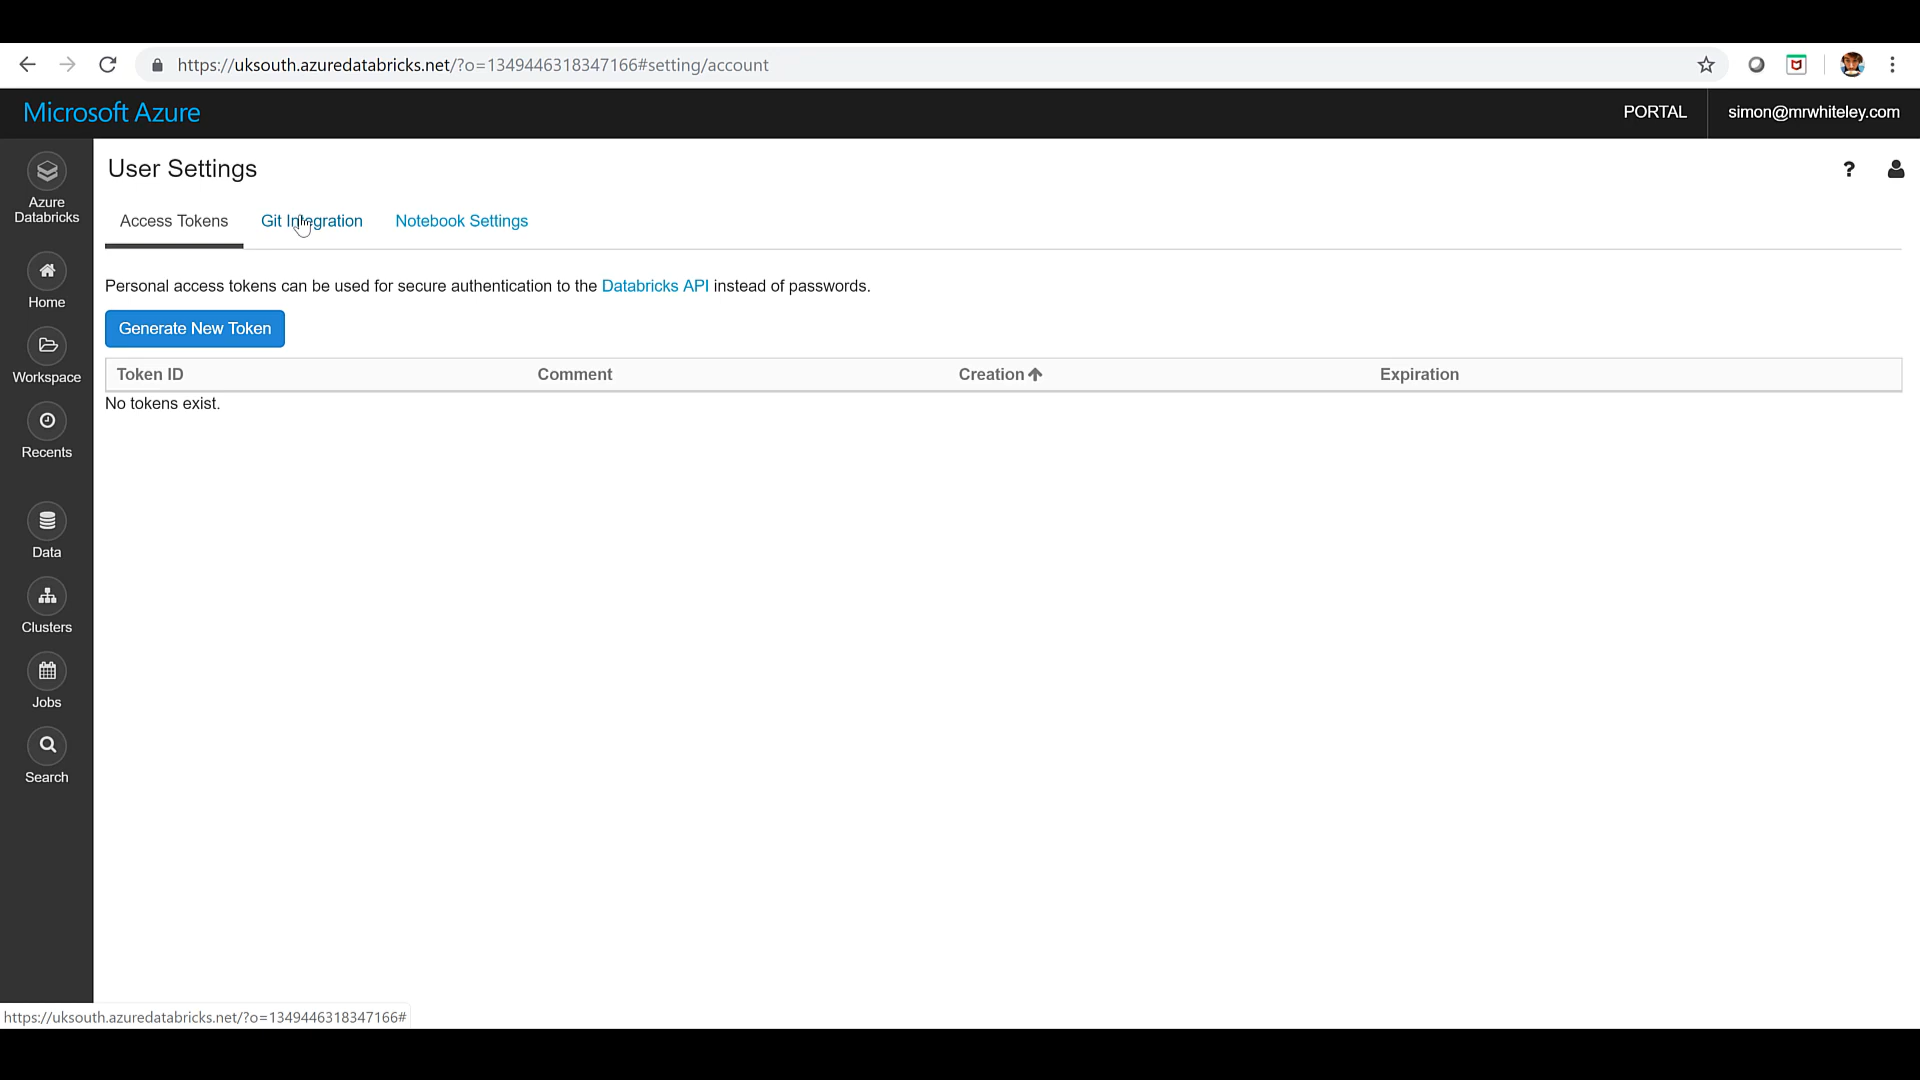 https://uksouth.azuredatabricks.net/?o=1349446318347166#setting/account
Microsoft Azure
PORTAL
simon@mrwhiteley.com
Azure
Databricks
Home
Workspace
Recents
Data
Clusters
Jobs
Search
User Settings
?
Access Tokens
Git Integration
Notebook Settings
Personal access tokens can be used for secure authentication to the Databricks API instead of passwords.
Generate New Token
Token ID
Comment
Creation
Expiration
No tokens exist.
https://uksouth.azuredatabricks.net/?o=1349446318347166#